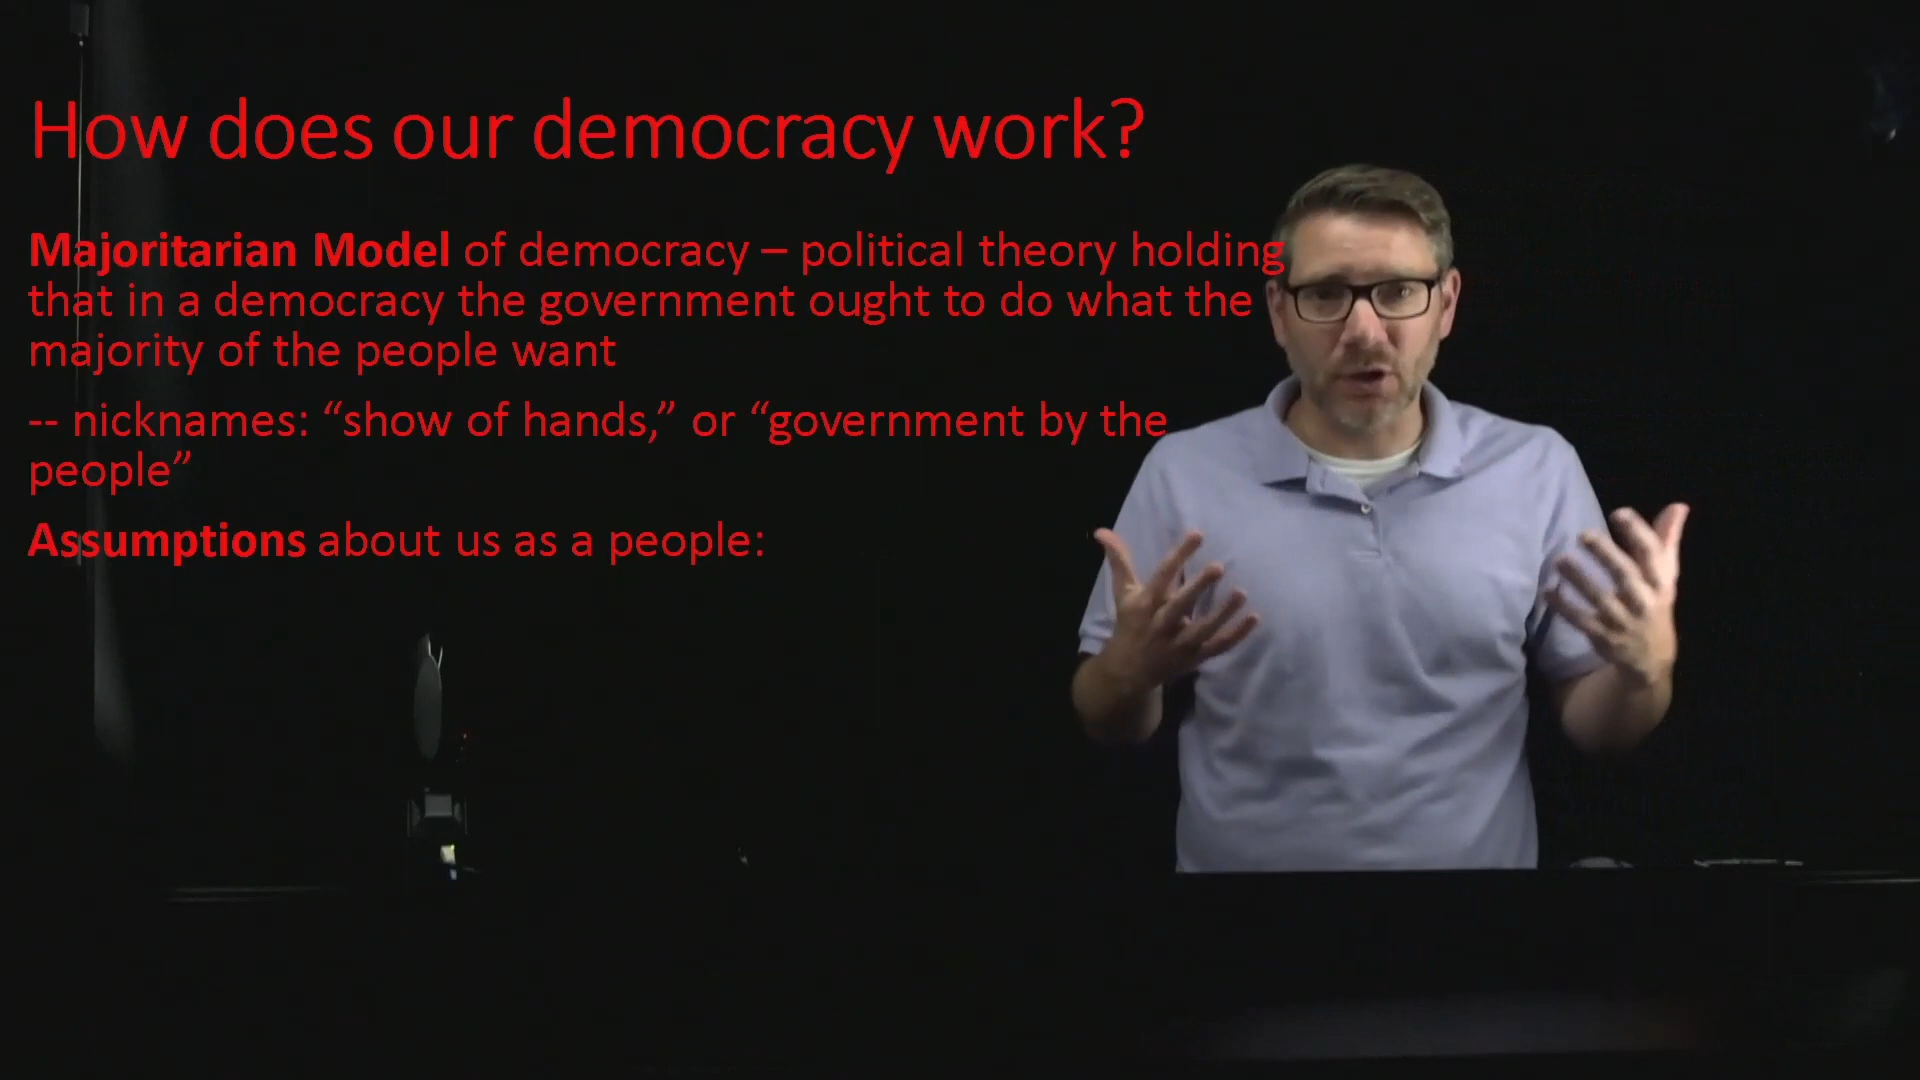 How does our democracy work?
Majoritarian Model of democracy – political theory holding
that in a democracy the government ought to do what the
majority of the people want
-- nicknames: “show of hands,” or “government by the
people”
Assumptions about us as a people: